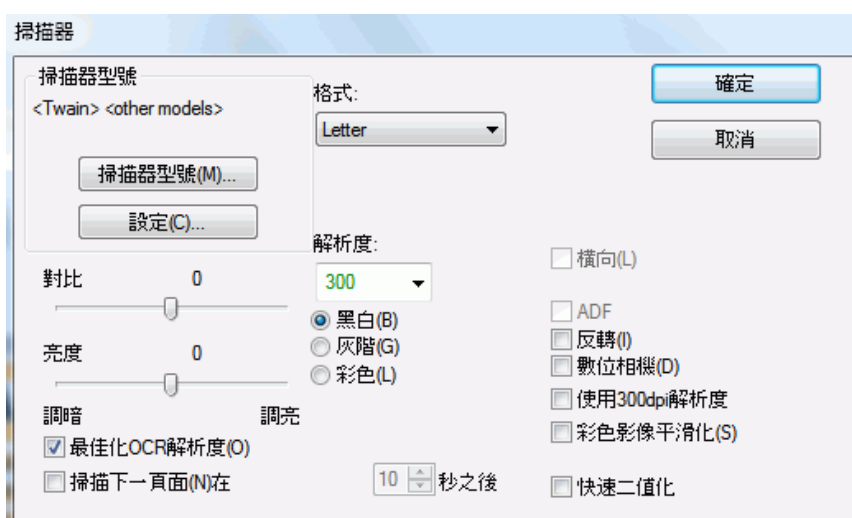 掃描器
掃描器型號
<Twain> <other models>
掃描器型號(M)...
設定(C)...
格式:
Letter
確定
取消
對比 0
亮度 0
調暗 調亮
最佳化OCR解析度(O)
掃描下一頁面(N)在 10 秒之後
解析度:
300
黑白(B)
灰階(G)
彩色(L)
橫向(L)
ADF
反轉(I)
數位相機(D)
使用300dpi解析度
彩色影像平滑化(S)
快速二值化